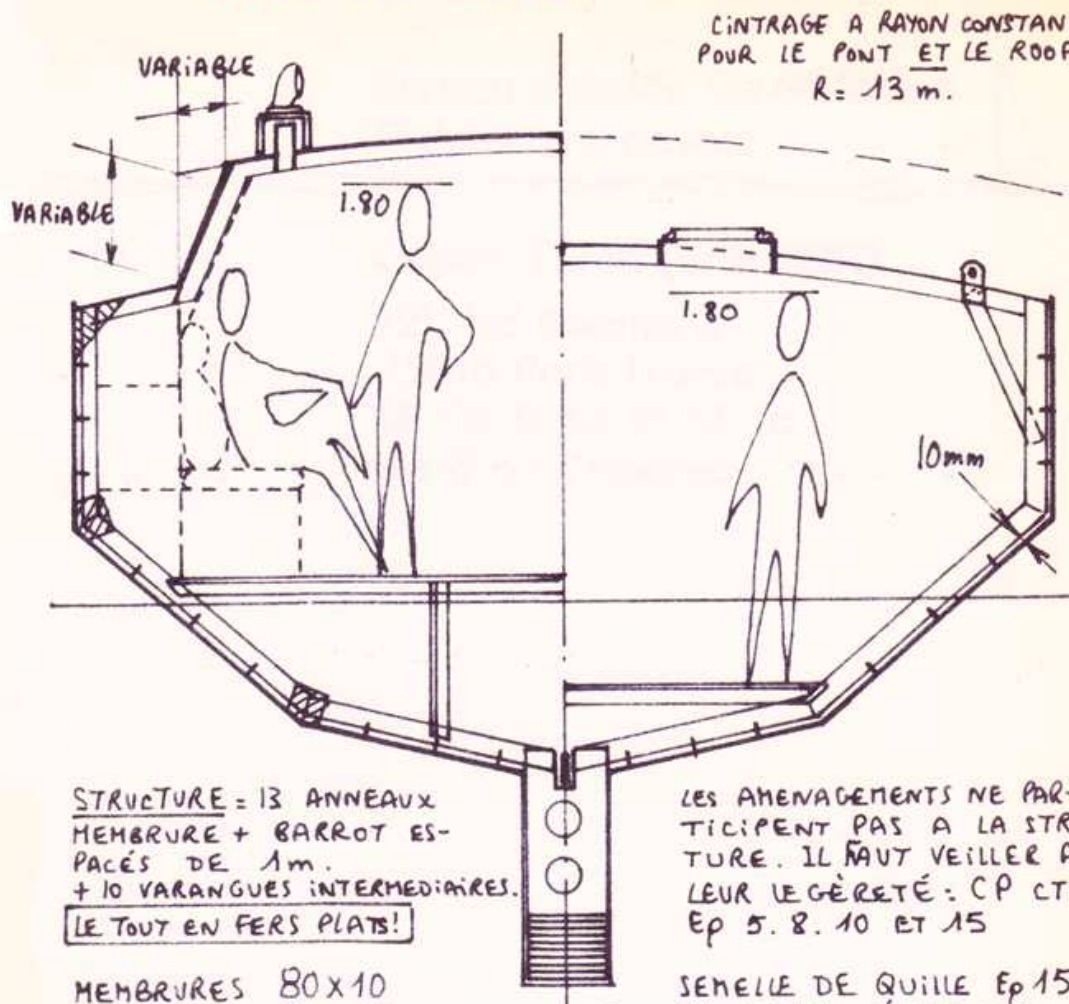 CINTRAGE A RAYON CONSTAN
POUR LE PONT ET LE ROOF
R= 13 m.
VARIABLE
VARIABLE
1.80
1.80
10mm
STRUCTURE = 13 ANNEAUX
MEMBRURE + BARROT ES-
PACÉS DE 1m.
+ 10 VARANGUES INTERMEDIAIRES.
LE TOUT EN FERS PLATS!
MEMBRURES 80X10
LES AMENAGEMENTS NE PAR-
TICIPENT PAS A LA STR
TURE. IL FAUT VEILLER A
LEUR LEGÈRETÉ : CP CT
Ep 5. 8. 10 ET 15
SEMELLE DE QUILLE Ep 15